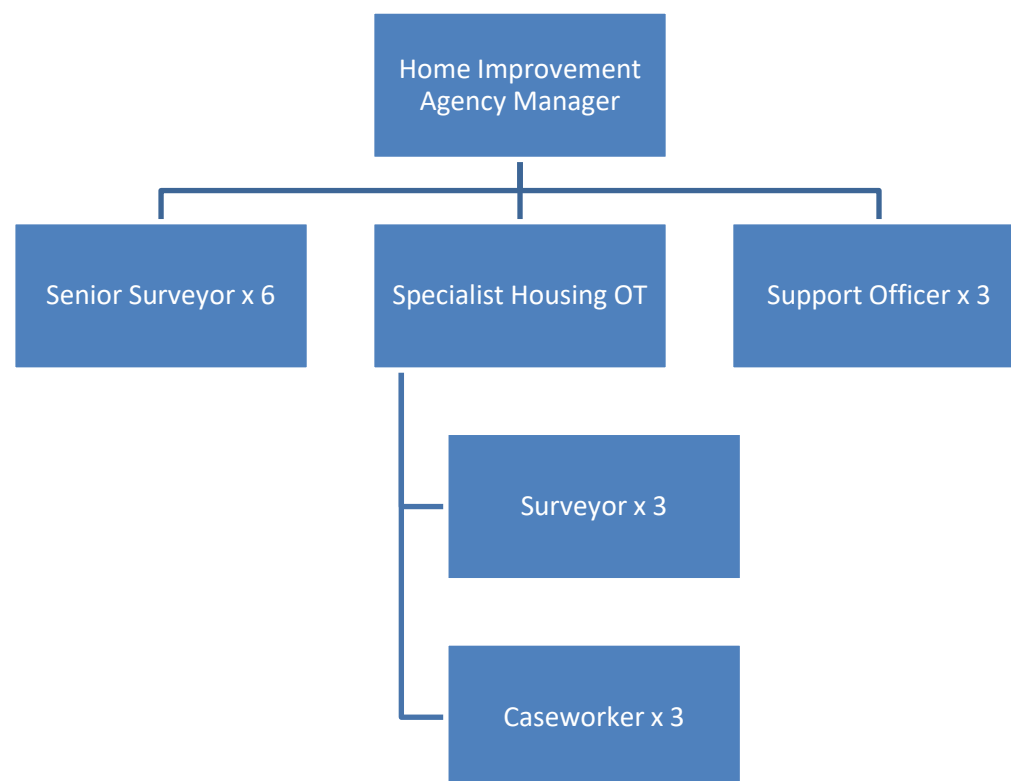 Home Improvement
Agency Manager
Senior Surveyor x 6
Specialist Housing OT
Support Officer x 3
Surveyor x 3
Caseworker x 3